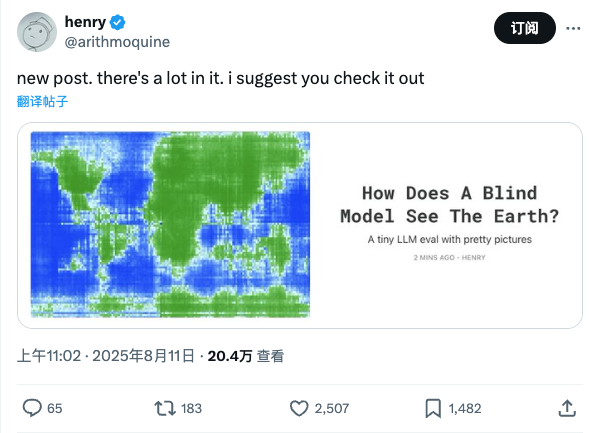 henry
订阅
@arithmoquine
new post. there's a lot in it. i suggest you check it out
翻译帖子
How Does A Blind
Model See The Earth?
A tiny LLM eval with pretty pictures
2 MINS AGO • HENRY
上午11:02 · 2025年8月11日 · 20.4万 查看
65 183 2,507 1,482